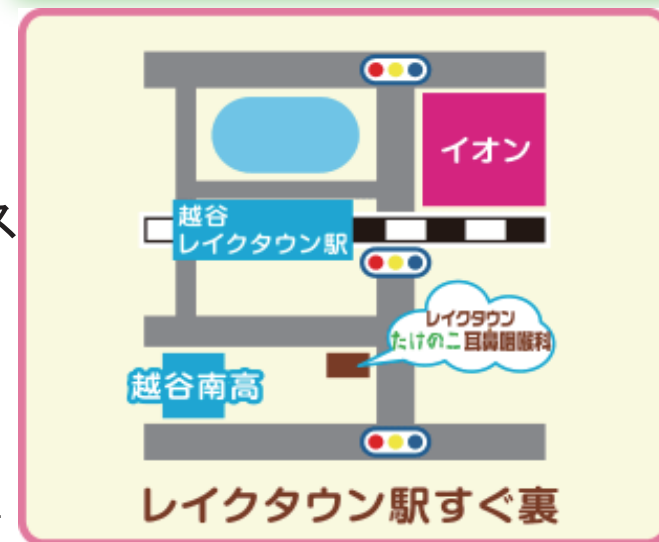 イオン
ス
越谷
レイクタウン駅
レイクタウン
たけのこ耳鼻咽喉科
越谷南高
レイクタウン駅すぐ裏